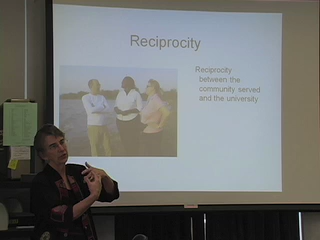 Reciprocity
Reciprocity
between the
community served
and the university